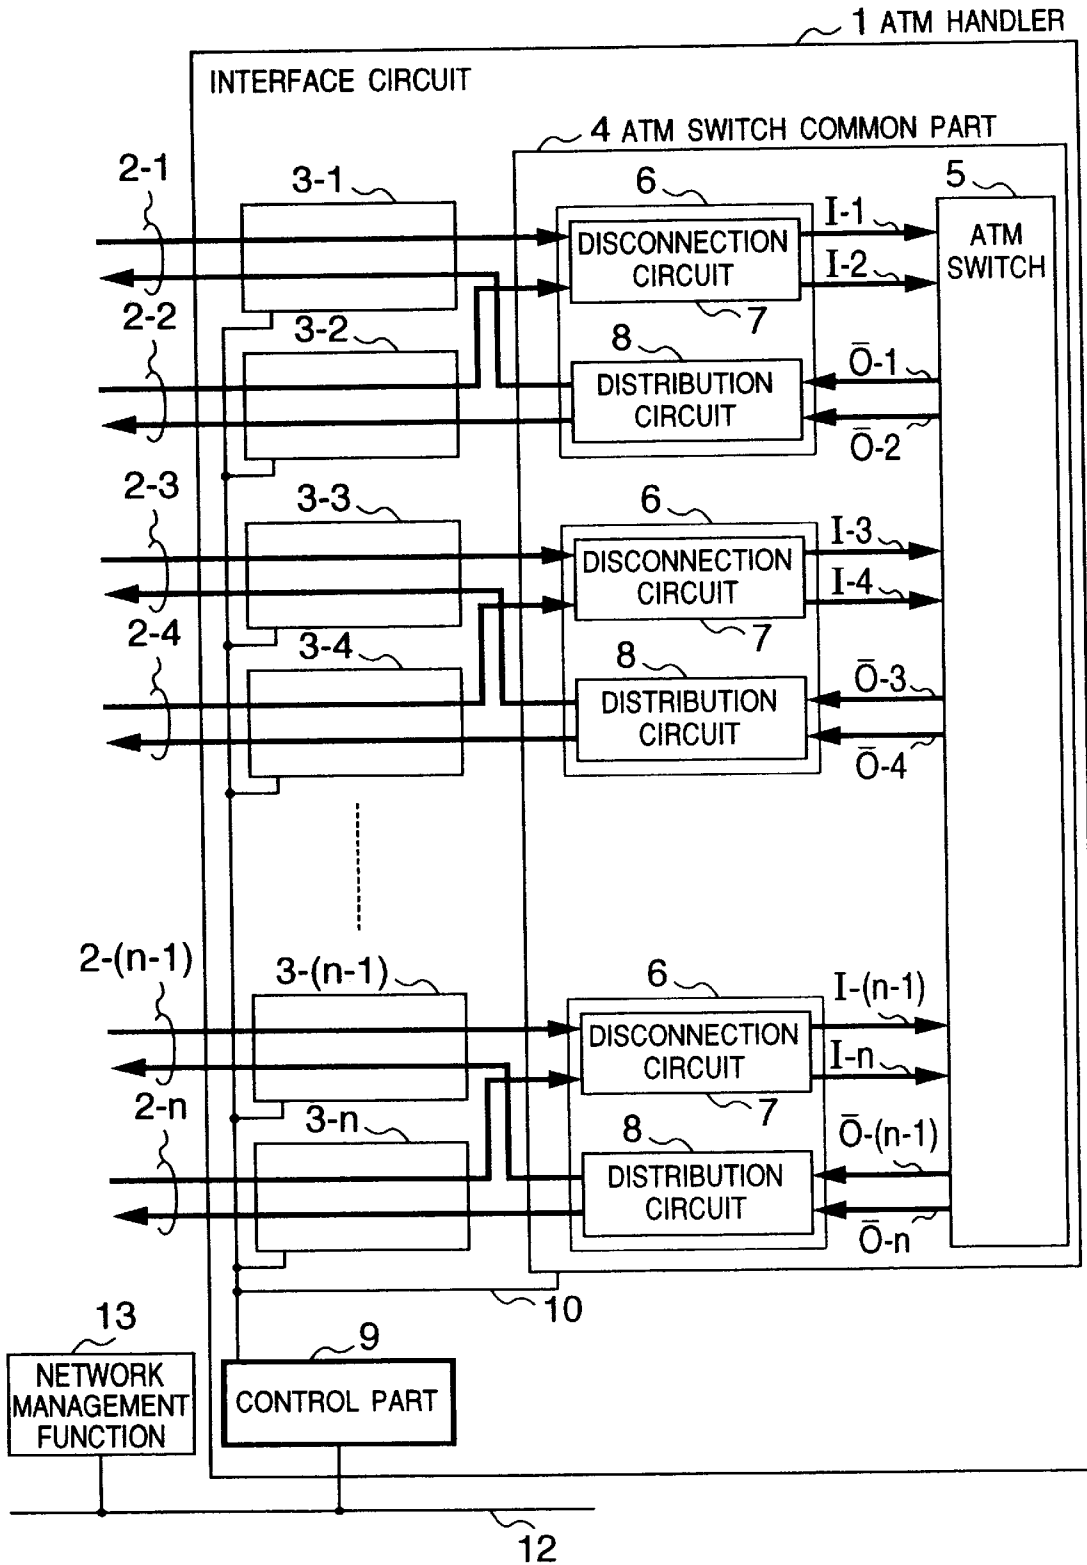 1 ATM HANDLER
INTERFACE CIRCUIT
4 ATM SWITCH COMMON PART
2-1
3-1
6
5
DISCONNECTION
CIRCUIT
7
I-1
I-2
ATM
SWITCH
2-2
3-2
8
DISTRIBUTION
CIRCUIT
O̅-1
O̅-2
2-3
3-3
6
DISCONNECTION
CIRCUIT
7
I-3
I-4
2-4
3-4
8
DISTRIBUTION
CIRCUIT
O̅-3
O̅-4
2-(n-1)
3-(n-1)
6
DISCONNECTION
CIRCUIT
7
I-(n-1)
I-n
2-n
3-n
8
DISTRIBUTION
CIRCUIT
O̅-(n-1)
O̅-n
10
13
NETWORK
MANAGEMENT
FUNCTION
9
CONTROL PART
12